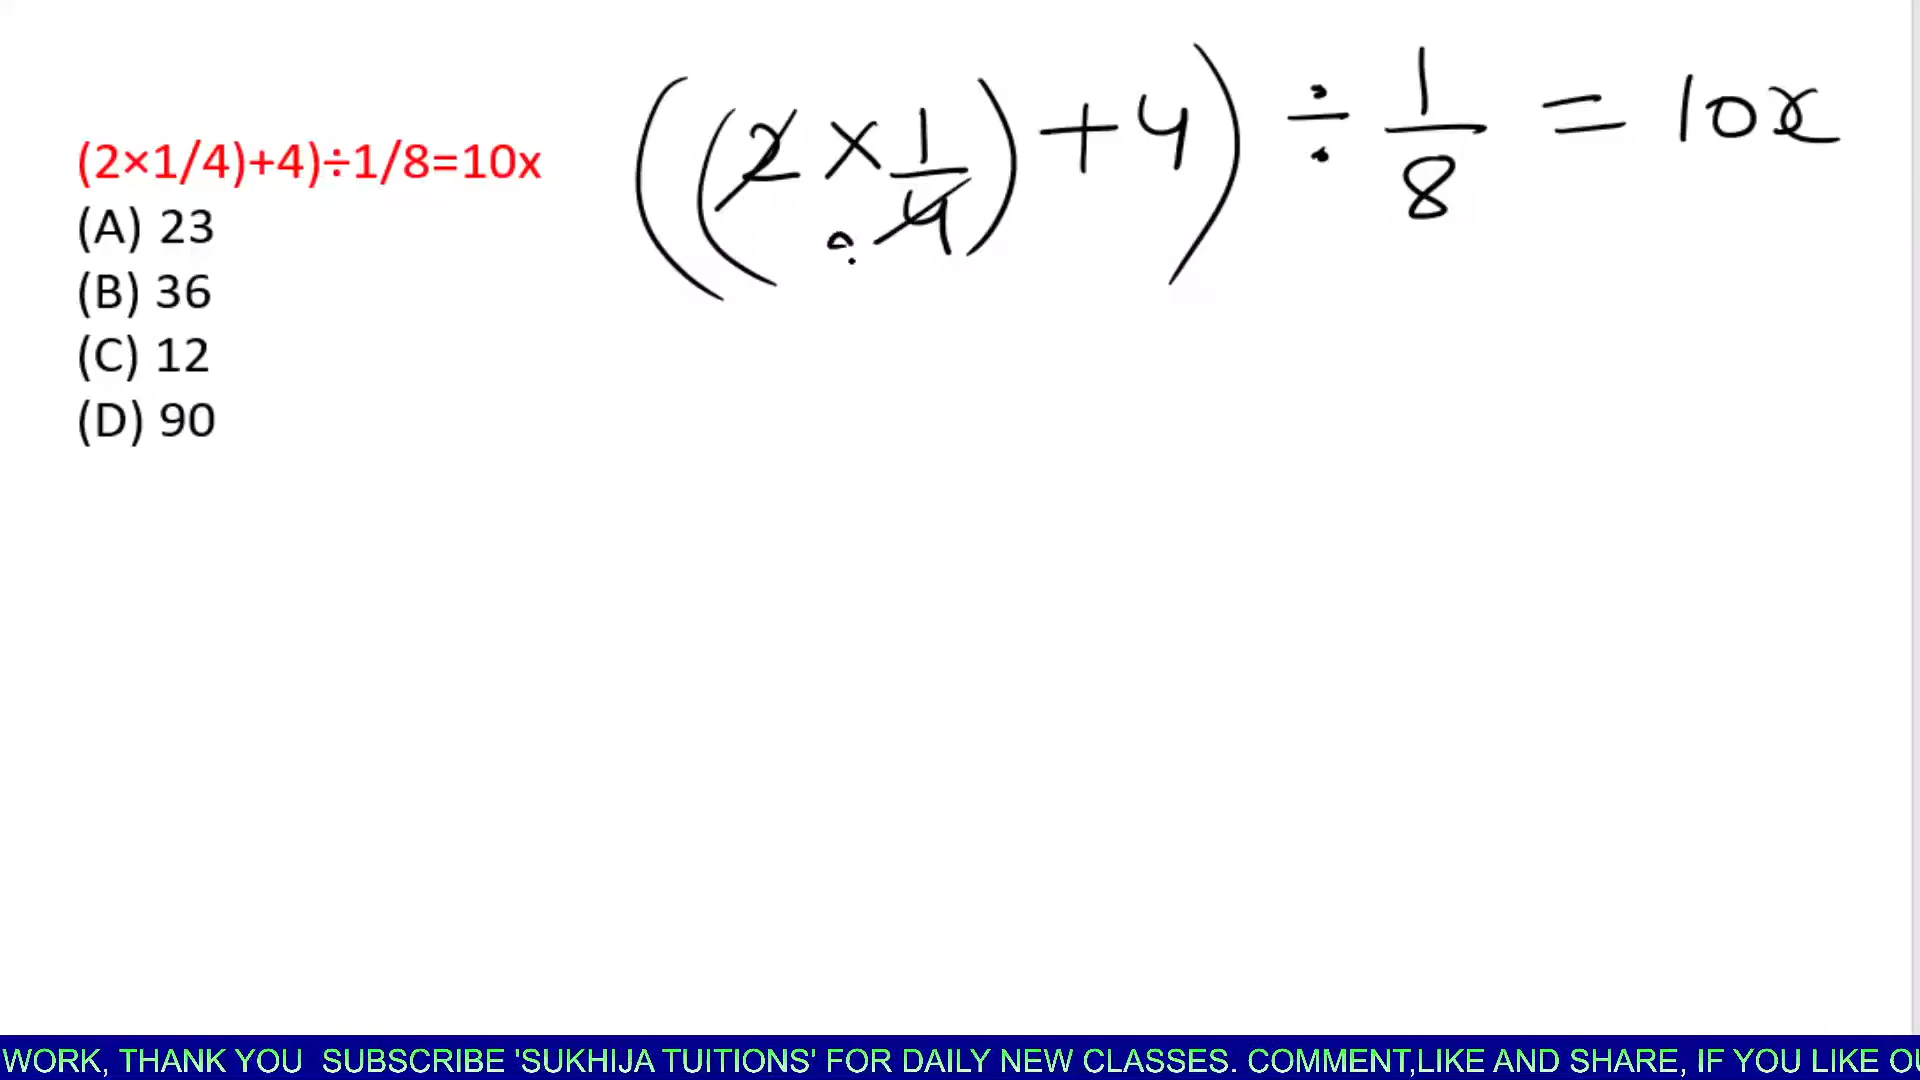 (2×1/4)+4)÷1/8=10x
(A) 23
(B) 36
(C) 12
(D) 90
((2 × 1/4) + 4) ÷ 1/8 = 10x
WORK, THANK YOU SUBSCRIBE 'SUKHIJA TUITIONS' FOR DAILY NEW CLASSES. COMMENT,LIKE AND SHARE, IF YOU LIKE